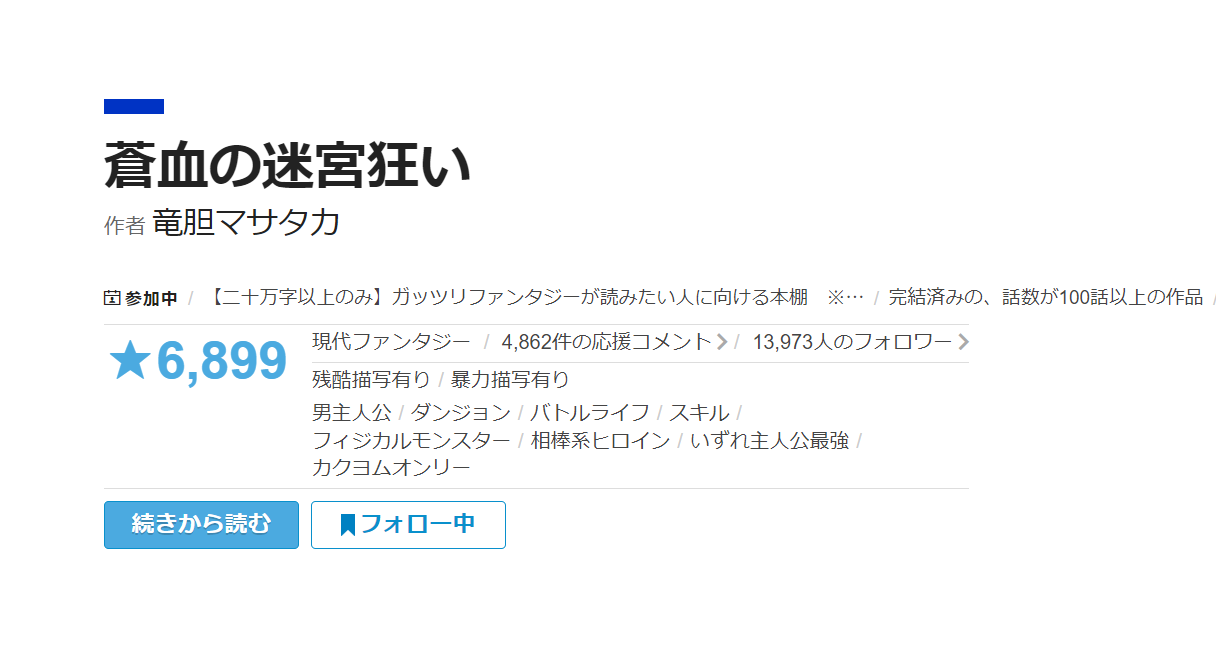 蒼血の迷宮狂い
作者 竜胆マサタカ
参加中 / 【二十万字以上のみ】ガッツリファンタジーが読みたい人に向ける本棚　※… / 完結済みの、話数が100話以上の作品 /
★6,899
現代ファンタジー / 4,862件の応援コメント / 13,973人のフォロワー
残酷描写有り / 暴力描写有り
男主人公 / ダンジョン / バトルライフ / スキル /
フィジカルモンスター / 相棒系ヒロイン / いずれ主人公最強 /
カクヨムオンリー
続きから読む フォロー中